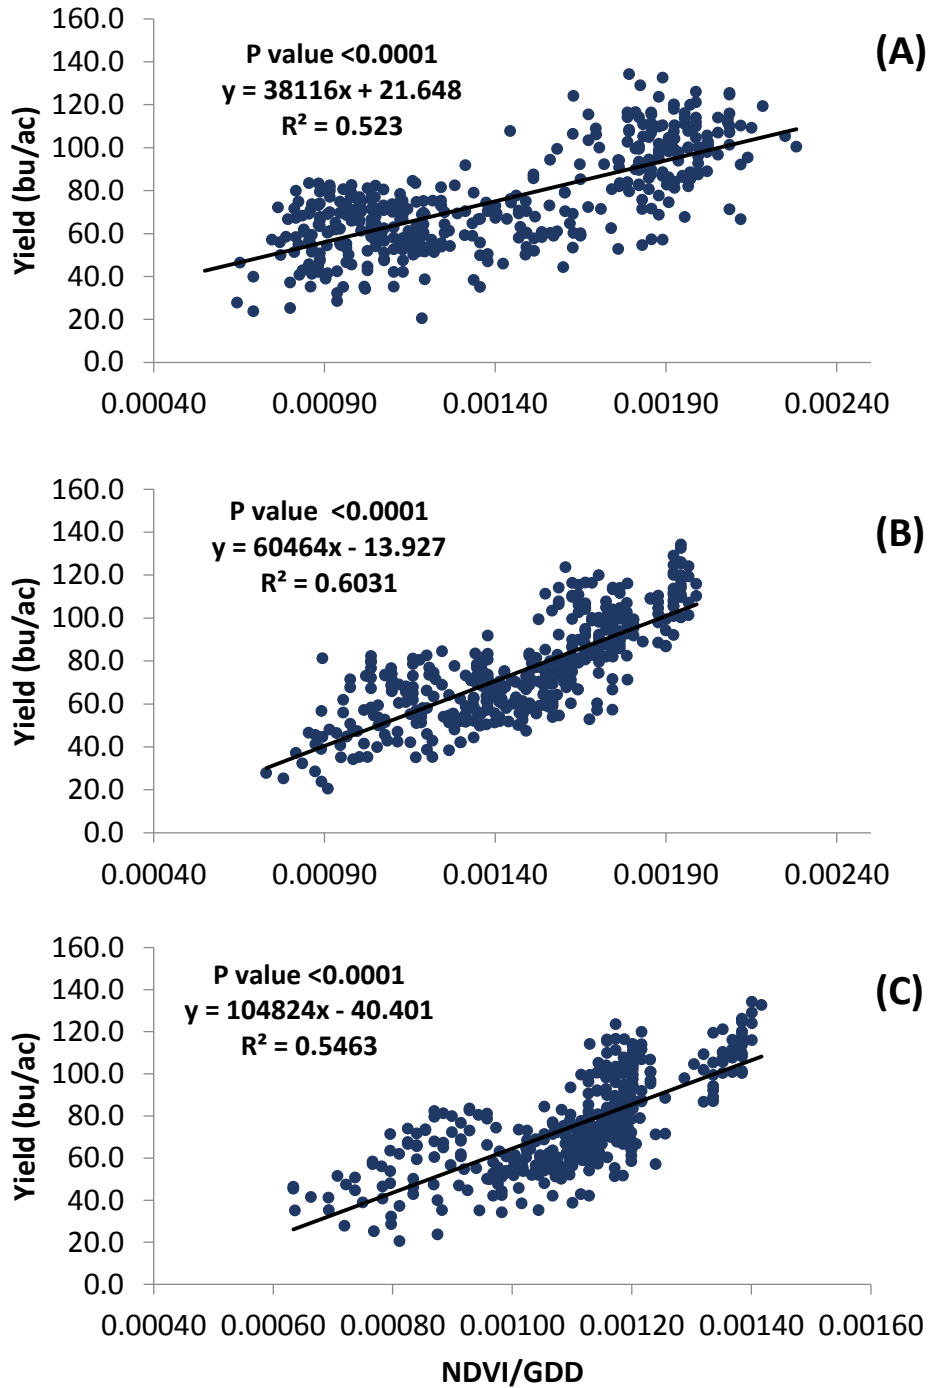 160.0
140.0
120.0
100.0
80.0
60.0
40.0
20.0
0.0
Yield (bu/ac)
P value <0.0001
y = 38116x + 21.648
R² = 0.523
(A)
0.00040 0.00090 0.00140 0.00190 0.00240
160.0
140.0
120.0
100.0
80.0
60.0
40.0
20.0
0.0
Yield (bu/ac)
P value <0.0001
y = 60464x - 13.927
R² = 0.6031
(B)
0.00040 0.00090 0.00140 0.00190 0.00240
160.0
140.0
120.0
100.0
80.0
60.0
40.0
20.0
0.0
Yield (bu/ac)
P value <0.0001
y = 104824x - 40.401
R² = 0.5463
(C)
0.00040 0.00060 0.00080 0.00100 0.00120 0.00140 0.00160
NDVI/GDD